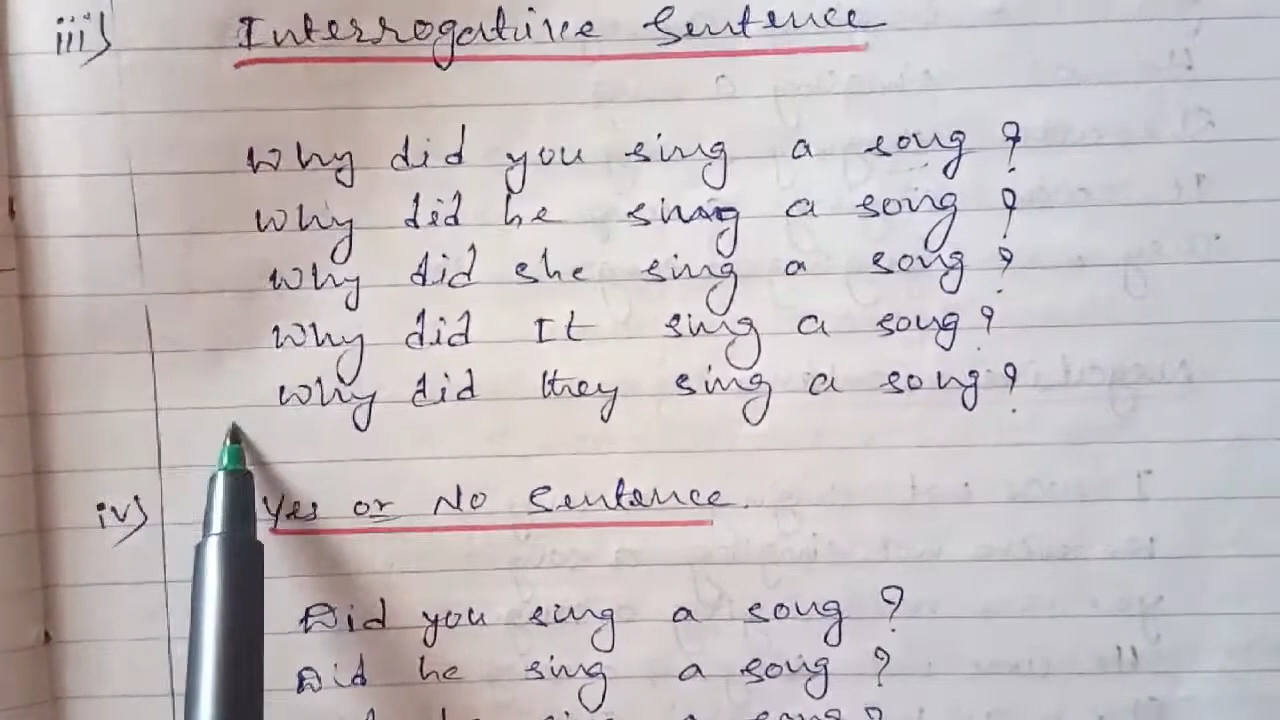 iii) Interrogative Sentence
Why did you sing a song ?
Why did he sing a song ?
Why did she sing a song ?
Why did It sing a song ?
Why did they sing a song ?
iv) Yes or No Sentence.
Did you sing a song ?
Did he sing a song ?
a song ?